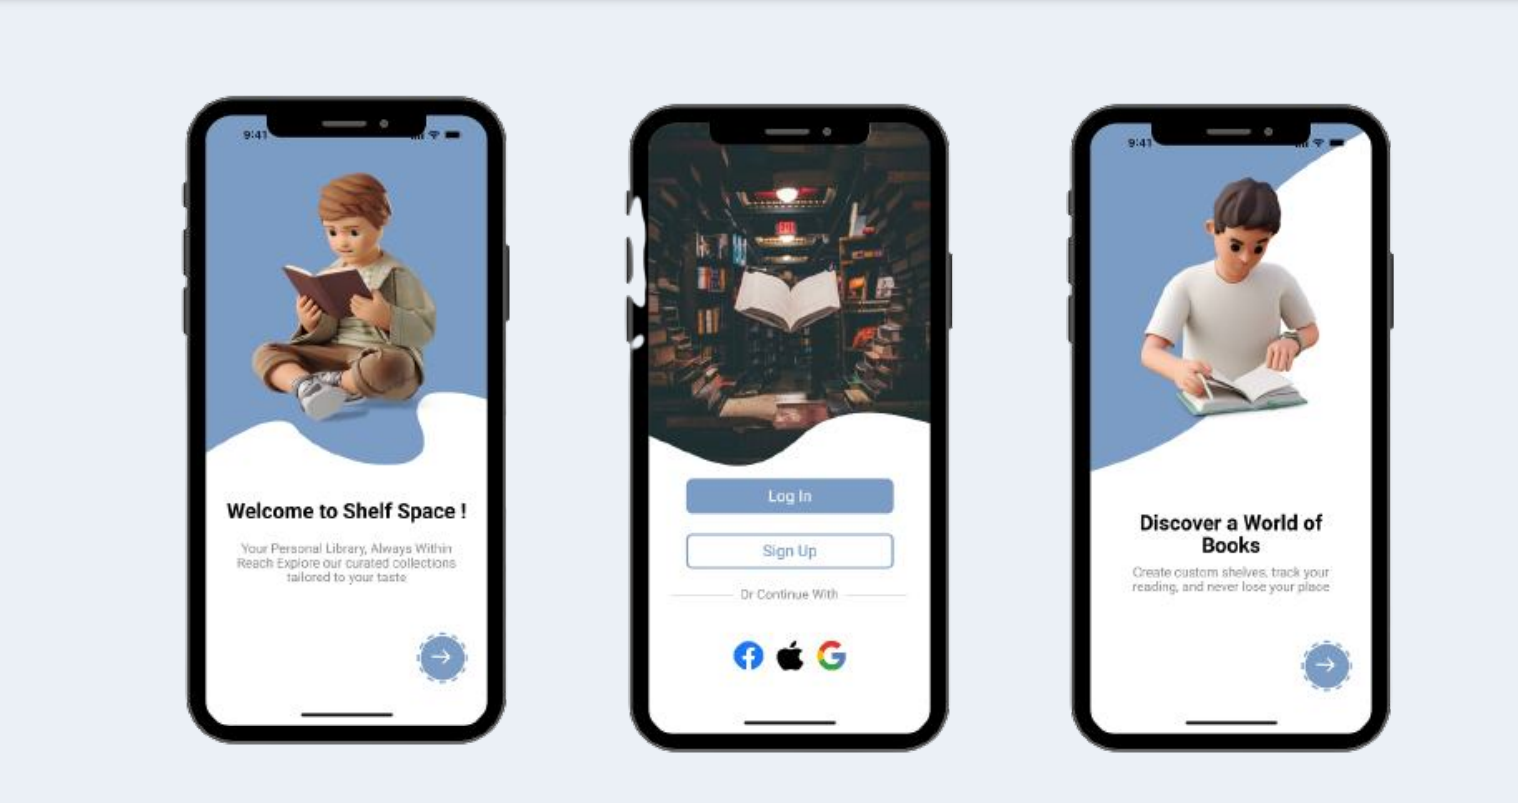 9:41
Welcome to Shelf Space !
Your Personal Library, Always Within
Reach Explore our curated collections
tailored to your taste
EXIT
Log In
Sign Up
Or Continue With
9:41
Discover a World of
Books
Create custom shelves, track your
reading, and never lose your place